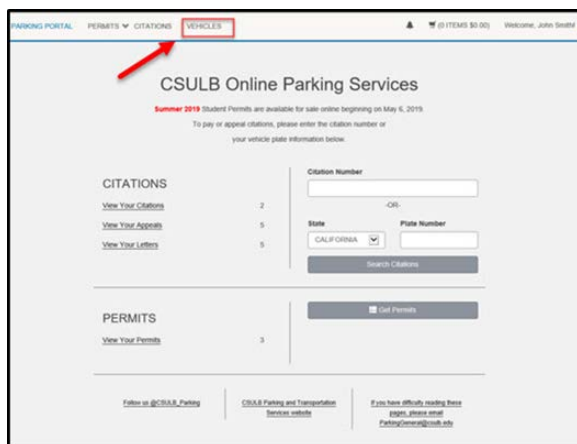 PARKING PORTAL PERMITS CITATIONS VEHICLES (0 ITEMS $0.00) Welcome, John Smith!
CSULB Online Parking Services
Summer 2019 Student Permits are available for sale online beginning on May 6, 2019.
To pay or appeal citations, please enter the citation number or
your vehicle plate information below.
CITATIONS
View Your Citations 2
View Your Appeals 5
View Your Letters 5
Citation Number
-OR-
State Plate Number
CALIFORNIA
Search Citations
PERMITS
View Your Permits 3
Get Permits
Follow us @CSULB_Parking
CSULB Parking and Transportation
Services website
If you have difficulty reading these
pages, please email
ParkingGeneral@csulb.edu